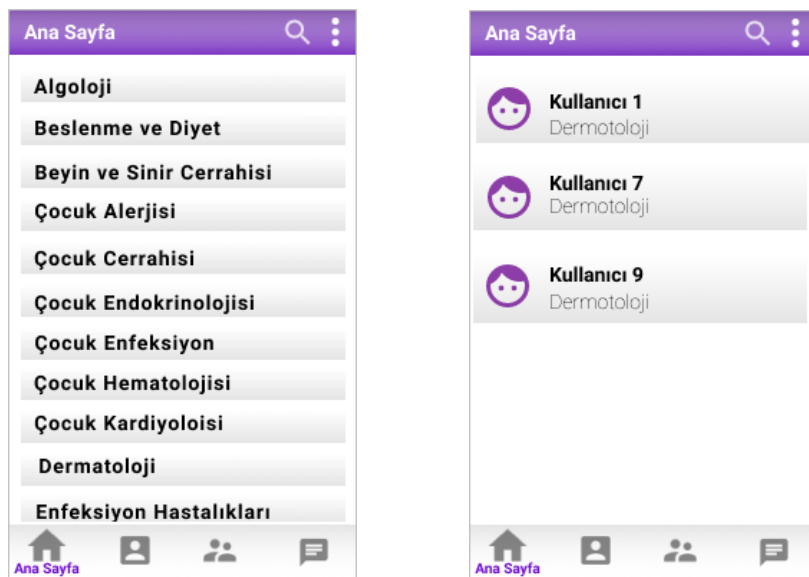 Ana Sayfa
Algoloji
Beslenme ve Diyet
Beyin ve Sinir Cerrahisi
Çocuk Alerjisi
Çocuk Cerrahisi
Çocuk Endokrinolojisi
Çocuk Enfeksiyon
Çocuk Hematolojisi
Çocuk Kardiyoloisi
Dermatoloji
Enfeksiyon Hastalıkları
Ana Sayfa
Ana Sayfa
Kullanıcı 1
Dermotoloji
Kullanıcı 7
Dermotoloji
Kullanıcı 9
Dermotoloji
Ana Sayfa